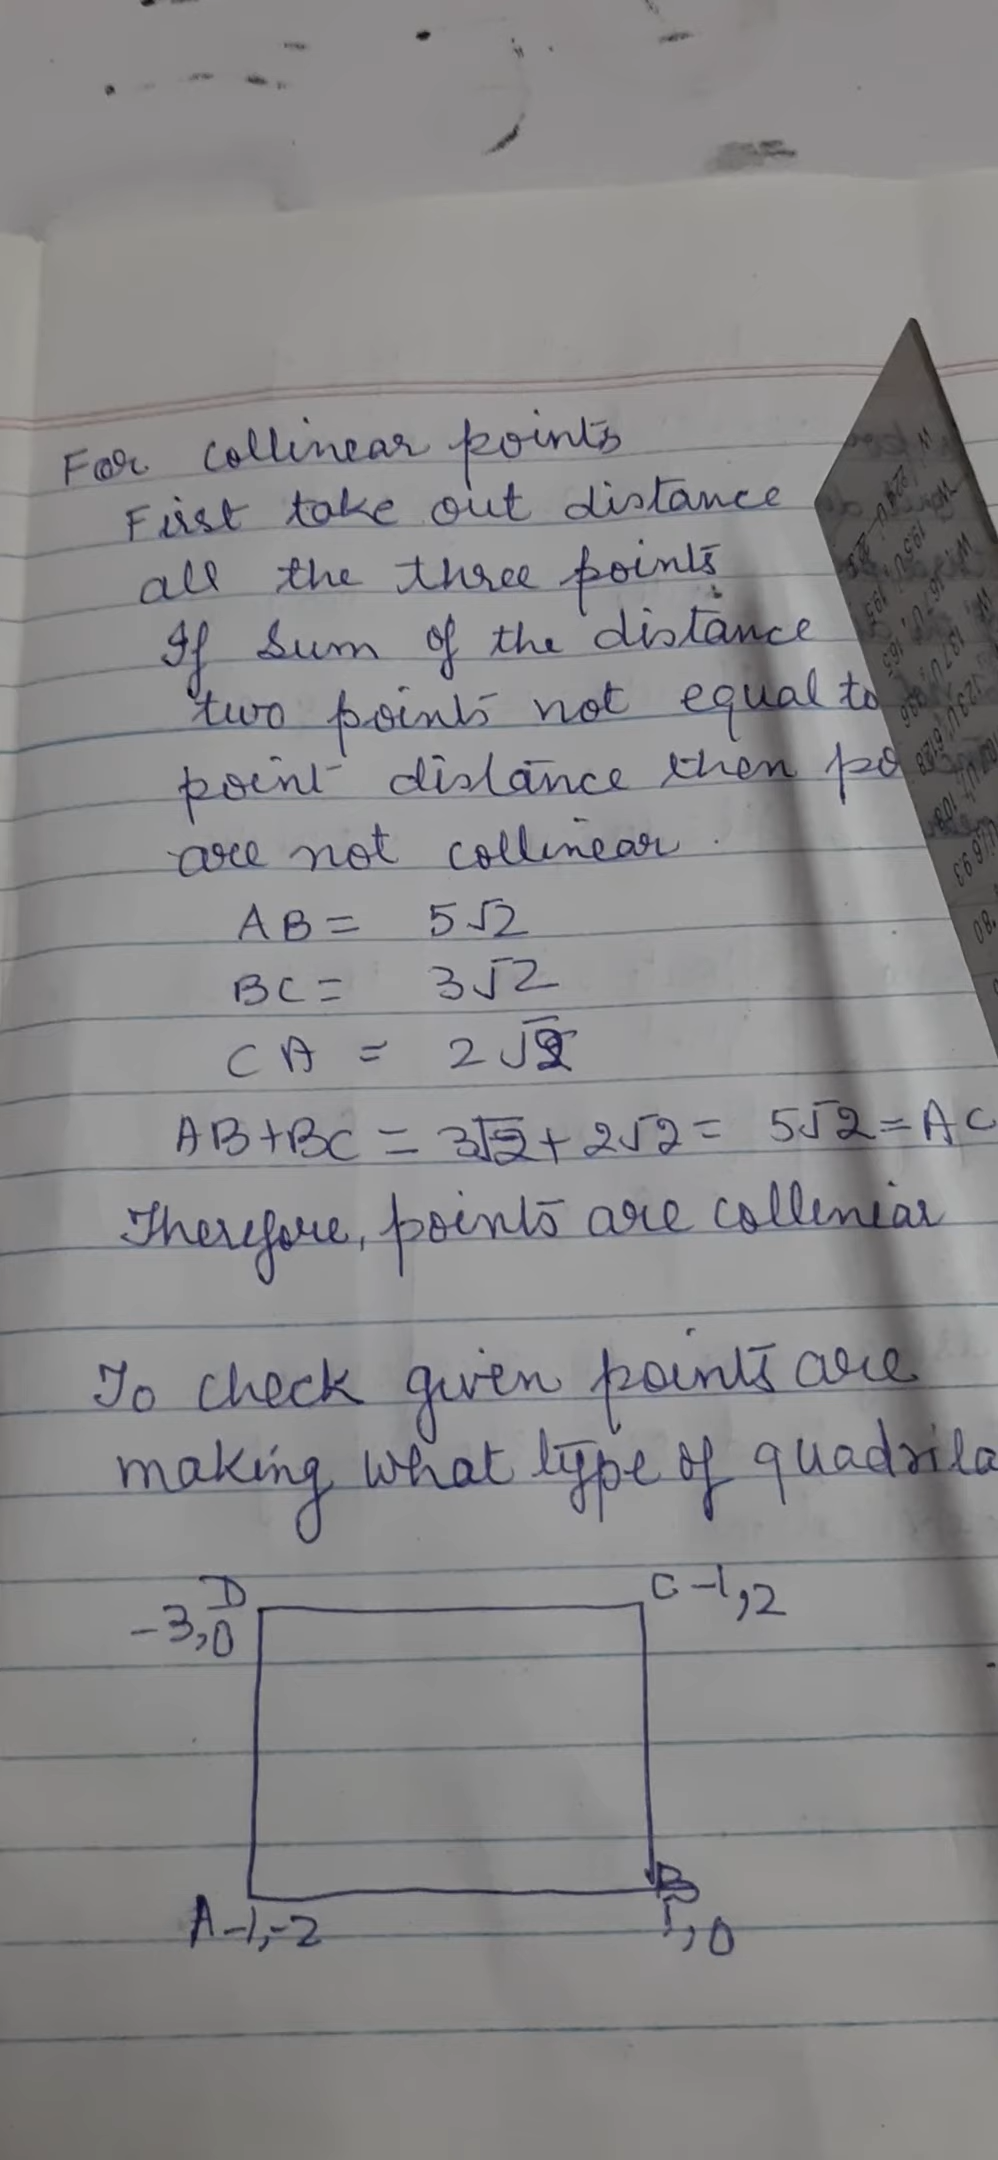 For collinear points
First take out distance
all the three points
If Sum of the distance
two points not equal to
point distance then po
are not collinear.
AB = 5√2
BC = 3√2
CA = 2√2
AB+BC = 3√2 + 2√2 = 5√2 = AC
Therefore, points are colleniar
To check given points are
making what type of quadrila
D C -1,2
-3,0
A -1,-2 B
1,0